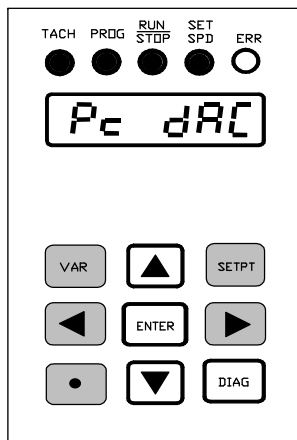 TACH PROG RUN STOP SET SPD ERR
Pc dAC
VAR SETPT
ENTER
DIAG